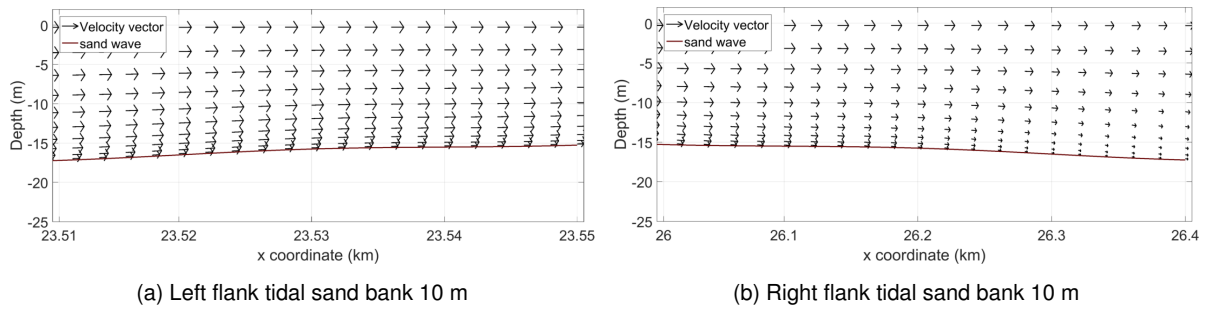 Velocity vector
sand wave
0
-5
-10
-15
-20
-25
Depth (m)
23.51
23.52
23.53
23.54
23.55
x coordinate (km)
(a) Left flank tidal sand bank 10 m
Velocity vector
sand wave
0
-5
-10
-15
-20
-25
Depth (m)
26
26.1
26.2
26.3
26.4
x coordinate (km)
(b) Right flank tidal sand bank 10 m